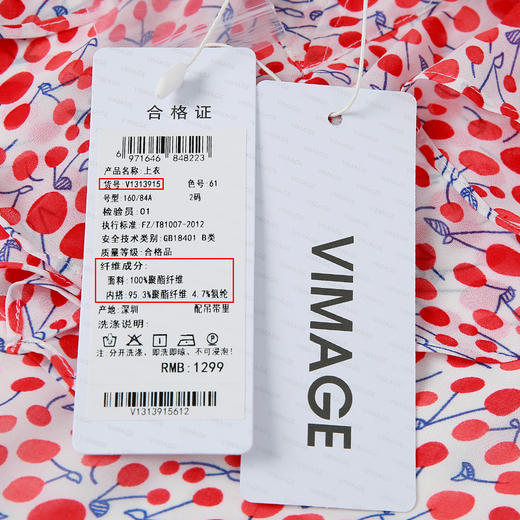 合格证
6 971646 848223
产品名称:上衣
货号:V1313915 色号:61
号型:160/84A 2码
检验员:01
执行标准:FZ/T81007-2012
安全技术类别:GB18401 B类
质量等级:合格品
纤维成分:
面料:100%聚酯纤维
内搭:95 3%聚酯纤维 4.7%氨纶
产地:深圳 配吊带里
洗涤说明:
注:分开洗涤、即洗即晾、不可浸泡!
RMB:1299
V1313915612
VIMAGE